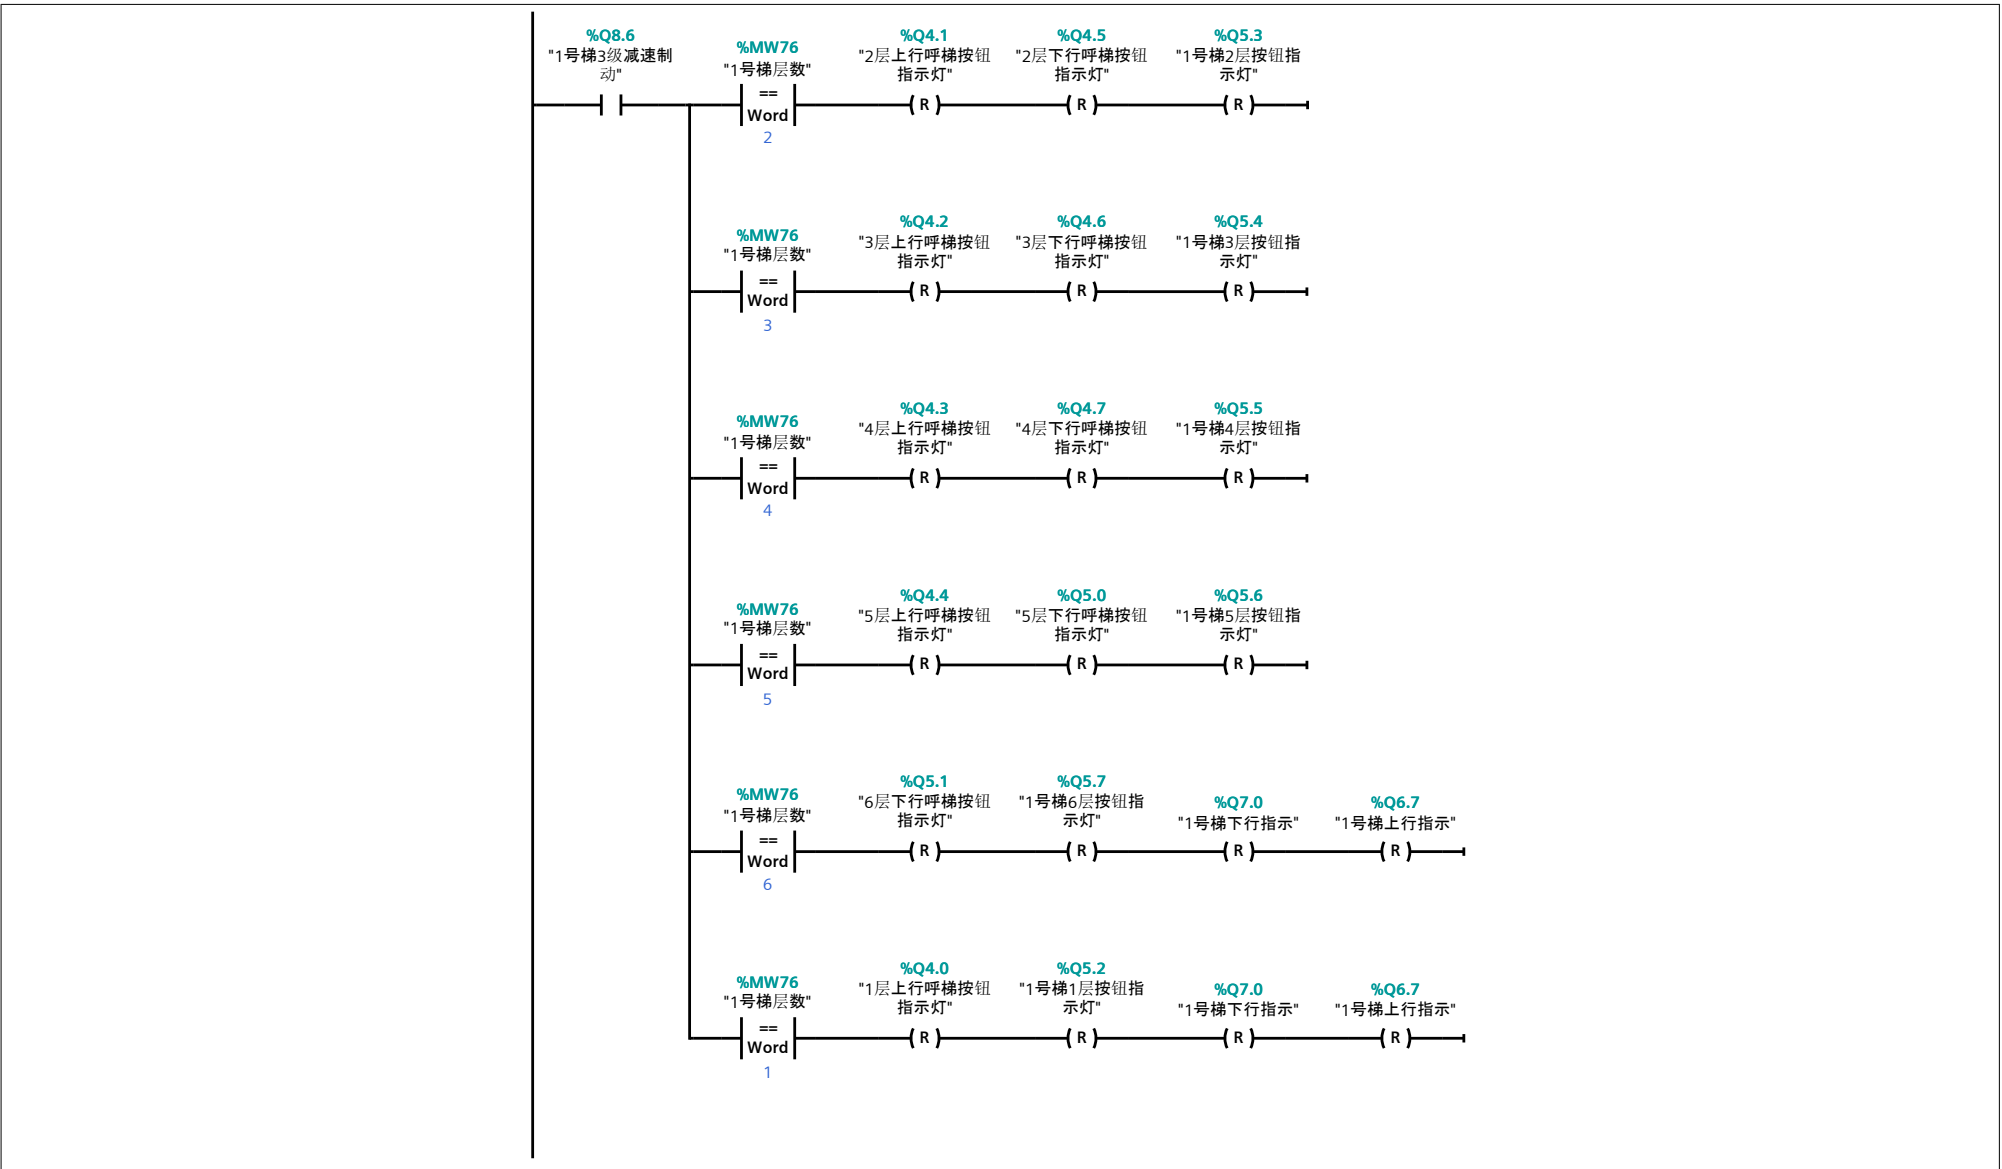 %Q8.6
"1号梯3级减速制
动"
%MW76
"1号梯层数"
==
Word
2
%Q4.1
"2层上行呼梯按钮
指示灯"
( R )
%Q4.5
"2层下行呼梯按钮
指示灯"
( R )
%Q5.3
"1号梯2层按钮指
示灯"
( R )
%MW76
"1号梯层数"
==
Word
3
%Q4.2
"3层上行呼梯按钮
指示灯"
( R )
%Q4.6
"3层下行呼梯按钮
指示灯"
( R )
%Q5.4
"1号梯3层按钮指
示灯"
( R )
%MW76
"1号梯层数"
==
Word
4
%Q4.3
"4层上行呼梯按钮
指示灯"
( R )
%Q4.7
"4层下行呼梯按钮
指示灯"
( R )
%Q5.5
"1号梯4层按钮指
示灯"
( R )
%MW76
"1号梯层数"
==
Word
5
%Q4.4
"5层上行呼梯按钮
指示灯"
( R )
%Q5.0
"5层下行呼梯按钮
指示灯"
( R )
%Q5.6
"1号梯5层按钮指
示灯"
( R )
%MW76
"1号梯层数"
==
Word
6
%Q5.1
"6层下行呼梯按钮
指示灯"
( R )
%Q5.7
"1号梯6层按钮指
示灯"
( R )
%Q7.0
"1号梯下行指示"
( R )
%Q6.7
"1号梯上行指示"
( R )
%MW76
"1号梯层数"
==
Word
1
%Q4.0
"1层上行呼梯按钮
指示灯"
( R )
%Q5.2
"1号梯1层按钮指
示灯"
( R )
%Q7.0
"1号梯下行指示"
( R )
%Q6.7
"1号梯上行指示"
( R )